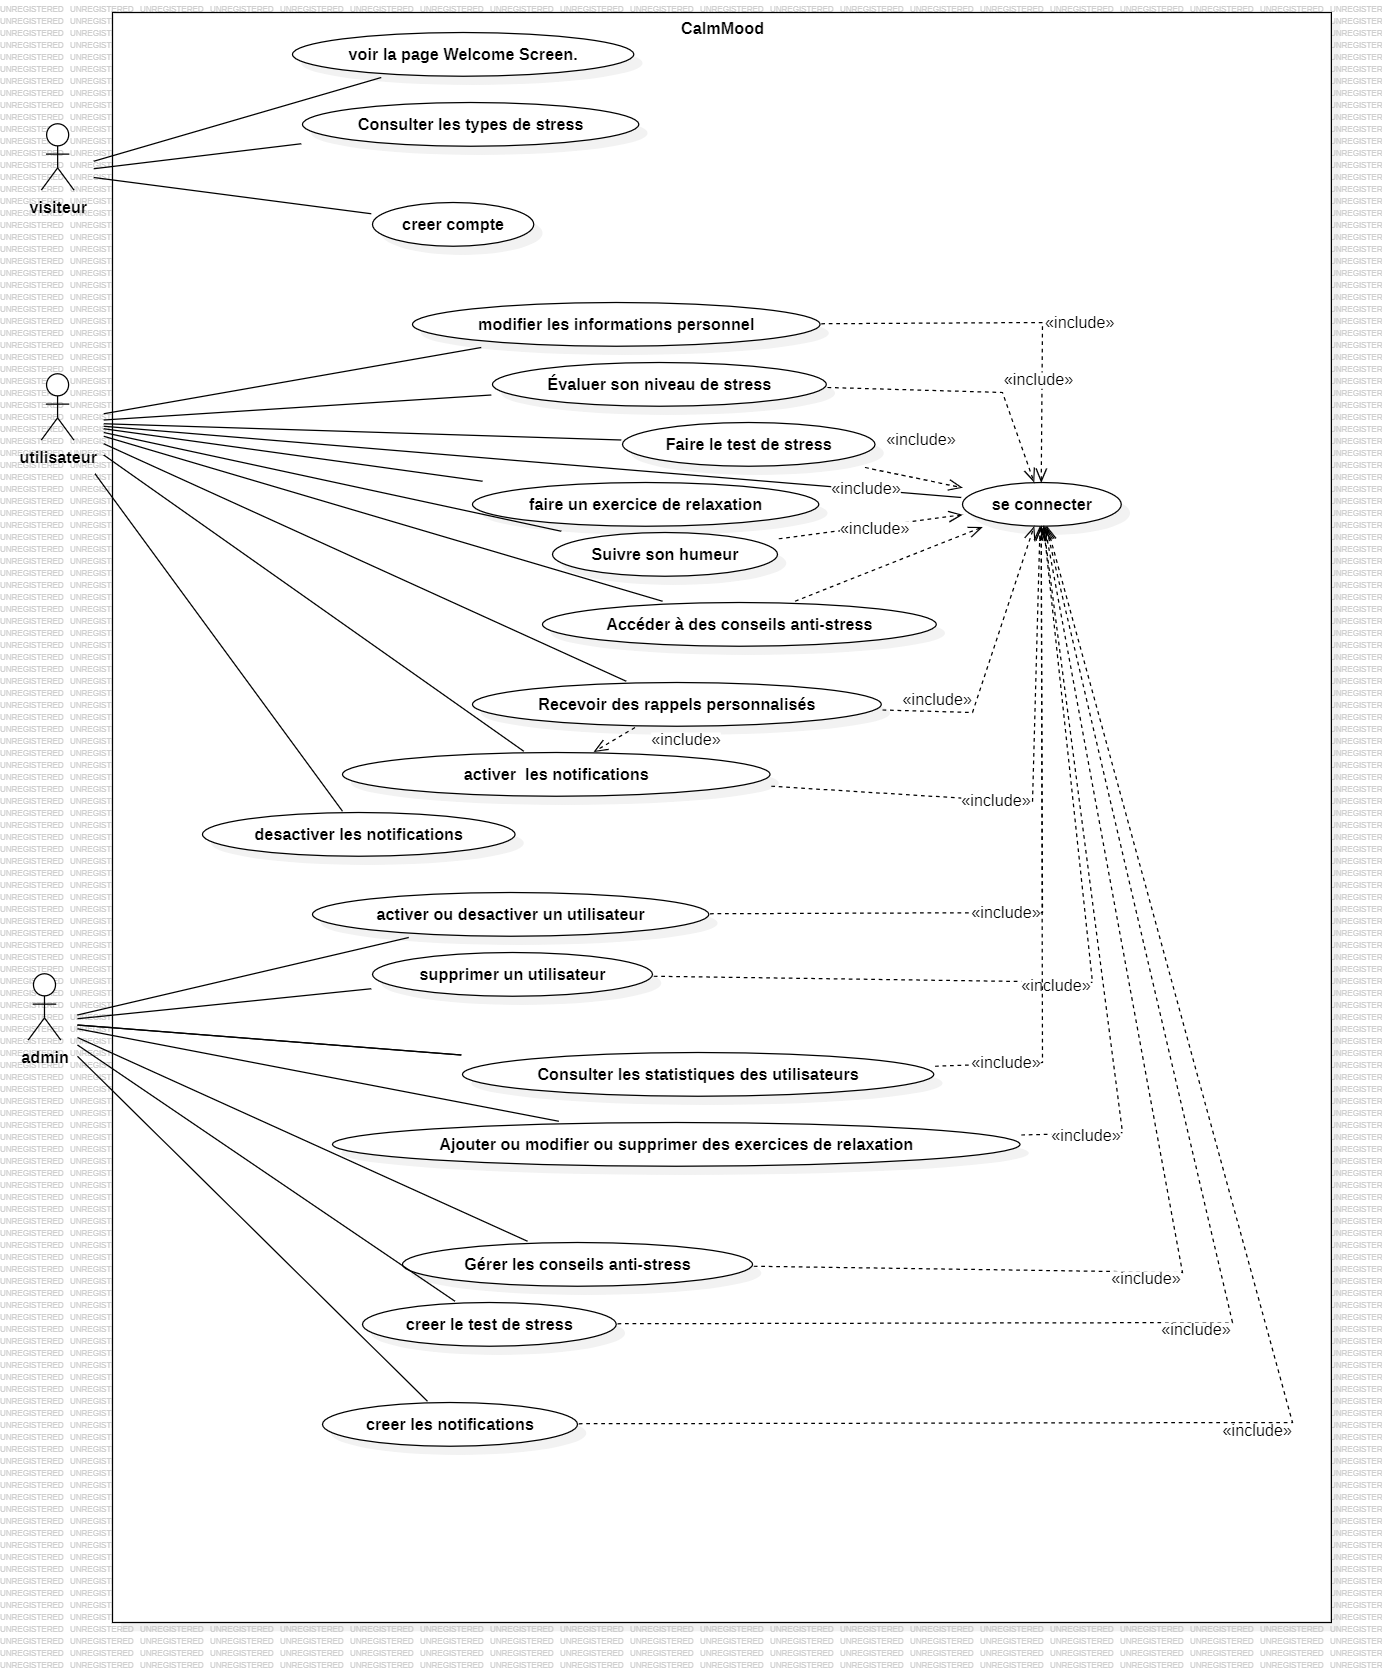 CalmMood
voir la page Welcome Screen.
Consulter les types de stress
visiteur
creer compte
modifier les informations personnel
«include»
Évaluer son niveau de stress
«include»
Faire le test de stress
«include»
utilisateur
«include»
faire un exercice de relaxation
se connecter
«include»
Suivre son humeur
Accéder à des conseils anti-stress
Recevoir des rappels personnalisés
«include»
«include»
activer  les notifications
«include»
desactiver les notifications
activer ou desactiver un utilisateur
«include»
supprimer un utilisateur
«include»
admin
Consulter les statistiques des utilisateurs
«include»
Ajouter ou modifier ou supprimer des exercices de relaxation
«include»
Gérer les conseils anti-stress
«include»
creer le test de stress
«include»
creer les notifications
«include»
UNREGISTERED